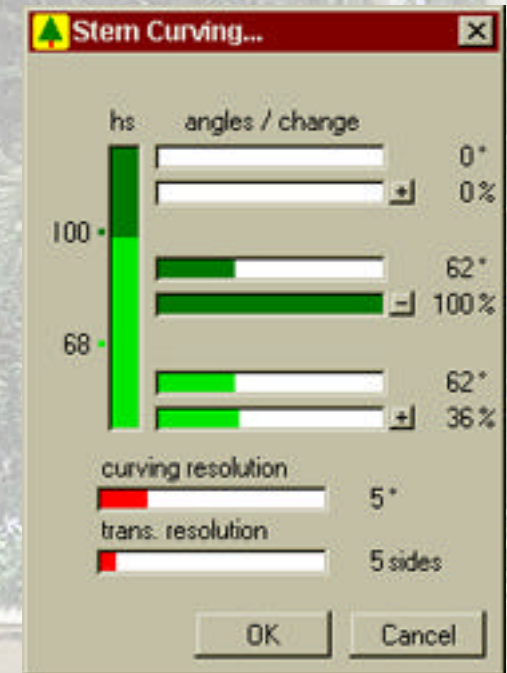 Stem Curving...
hs angles / change
0°
+ 0%
100
62°
- 100%
68
62°
+ 36%
curving resolution
5°
trans. resolution
5 sides
OK Cancel